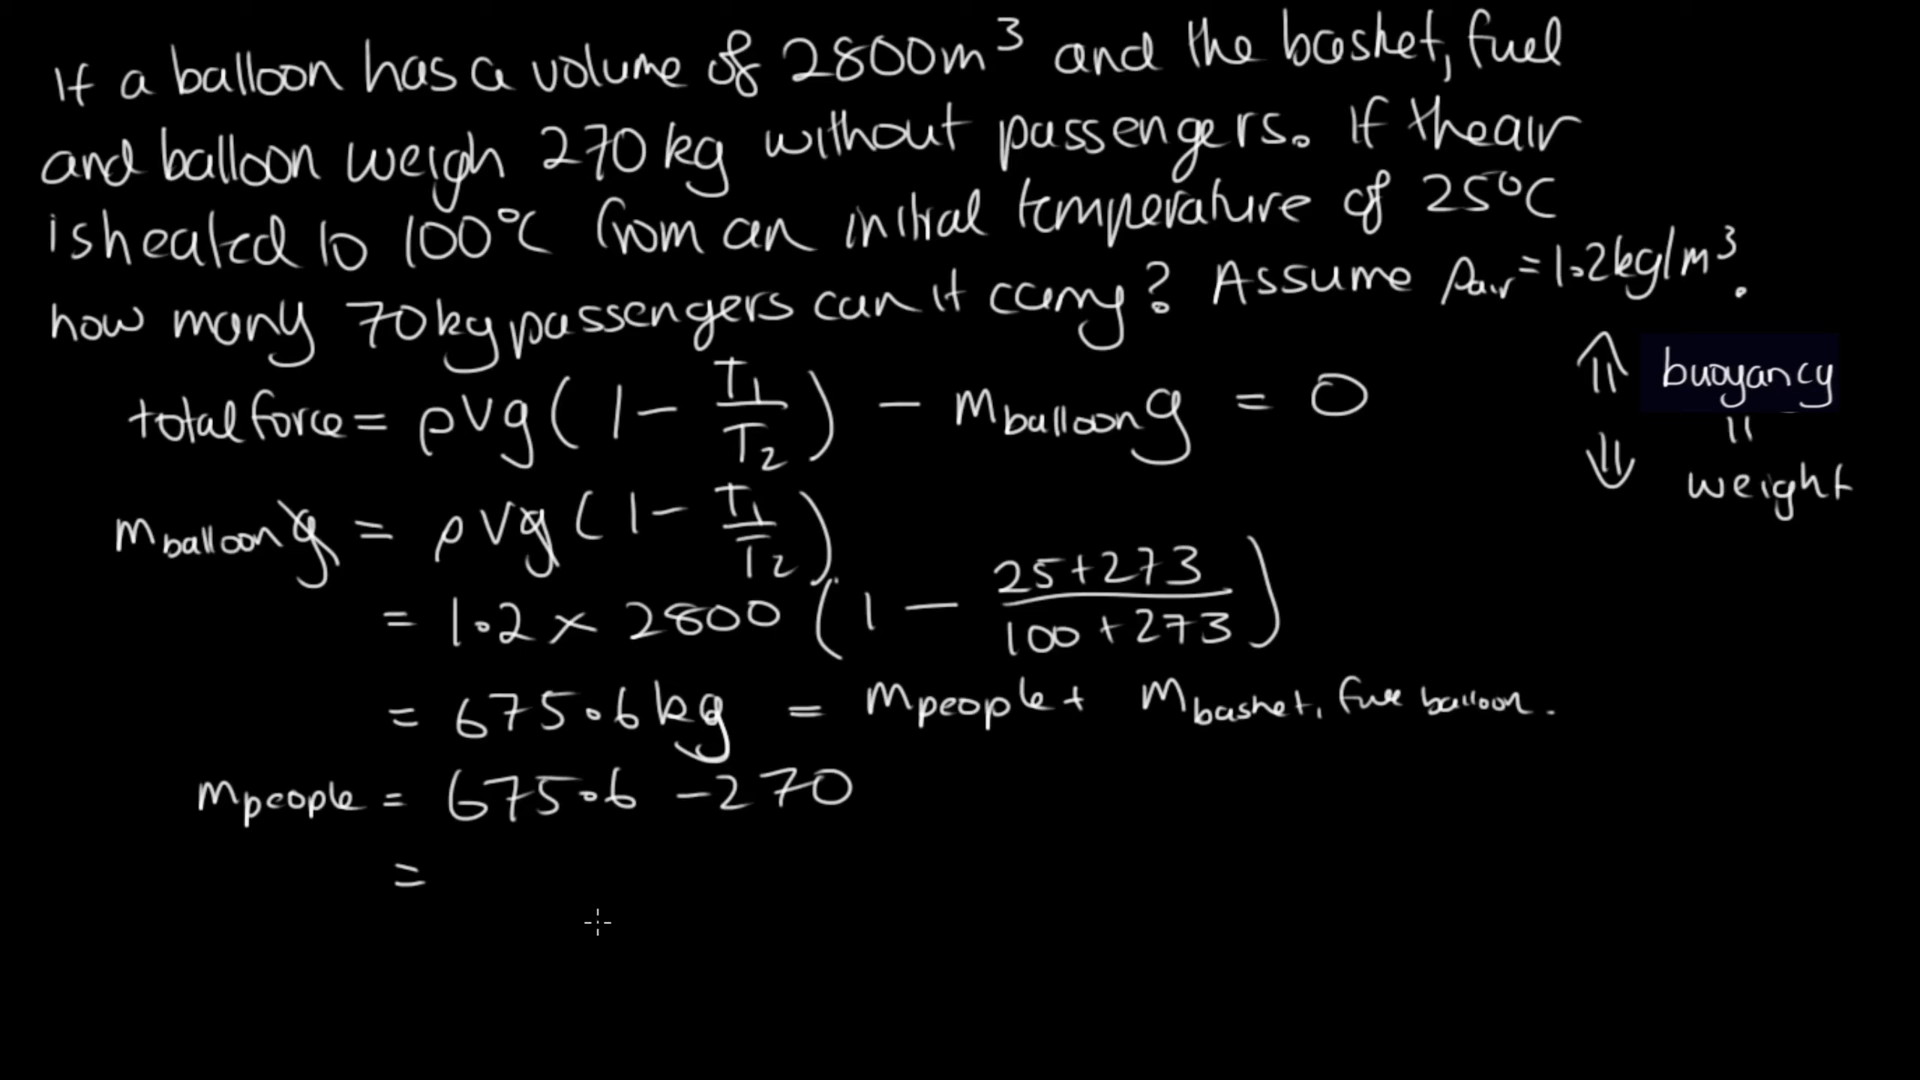 If a balloon has a volume of 2800m³ and the basket, fuel
and balloon weigh 270 kg without passengers. If the air
is heated to 100°C from an initial temperature of 25°C
how many 70kg passengers can it carry? Assume ρair = 1.2kg/m³.
total force = ρVg(1 - T₁/T₂) - mballoon g = 0
⇑ buoyancy
=
⇓ weight
mballoon g = ρVg(1 - T₁/T₂)
= 1.2 × 2800 (1 - (25+273)/(100+273))
= 675.6kg = mpeople + mbasket, fuel balloon.
mpeople = 675.6 - 270
=